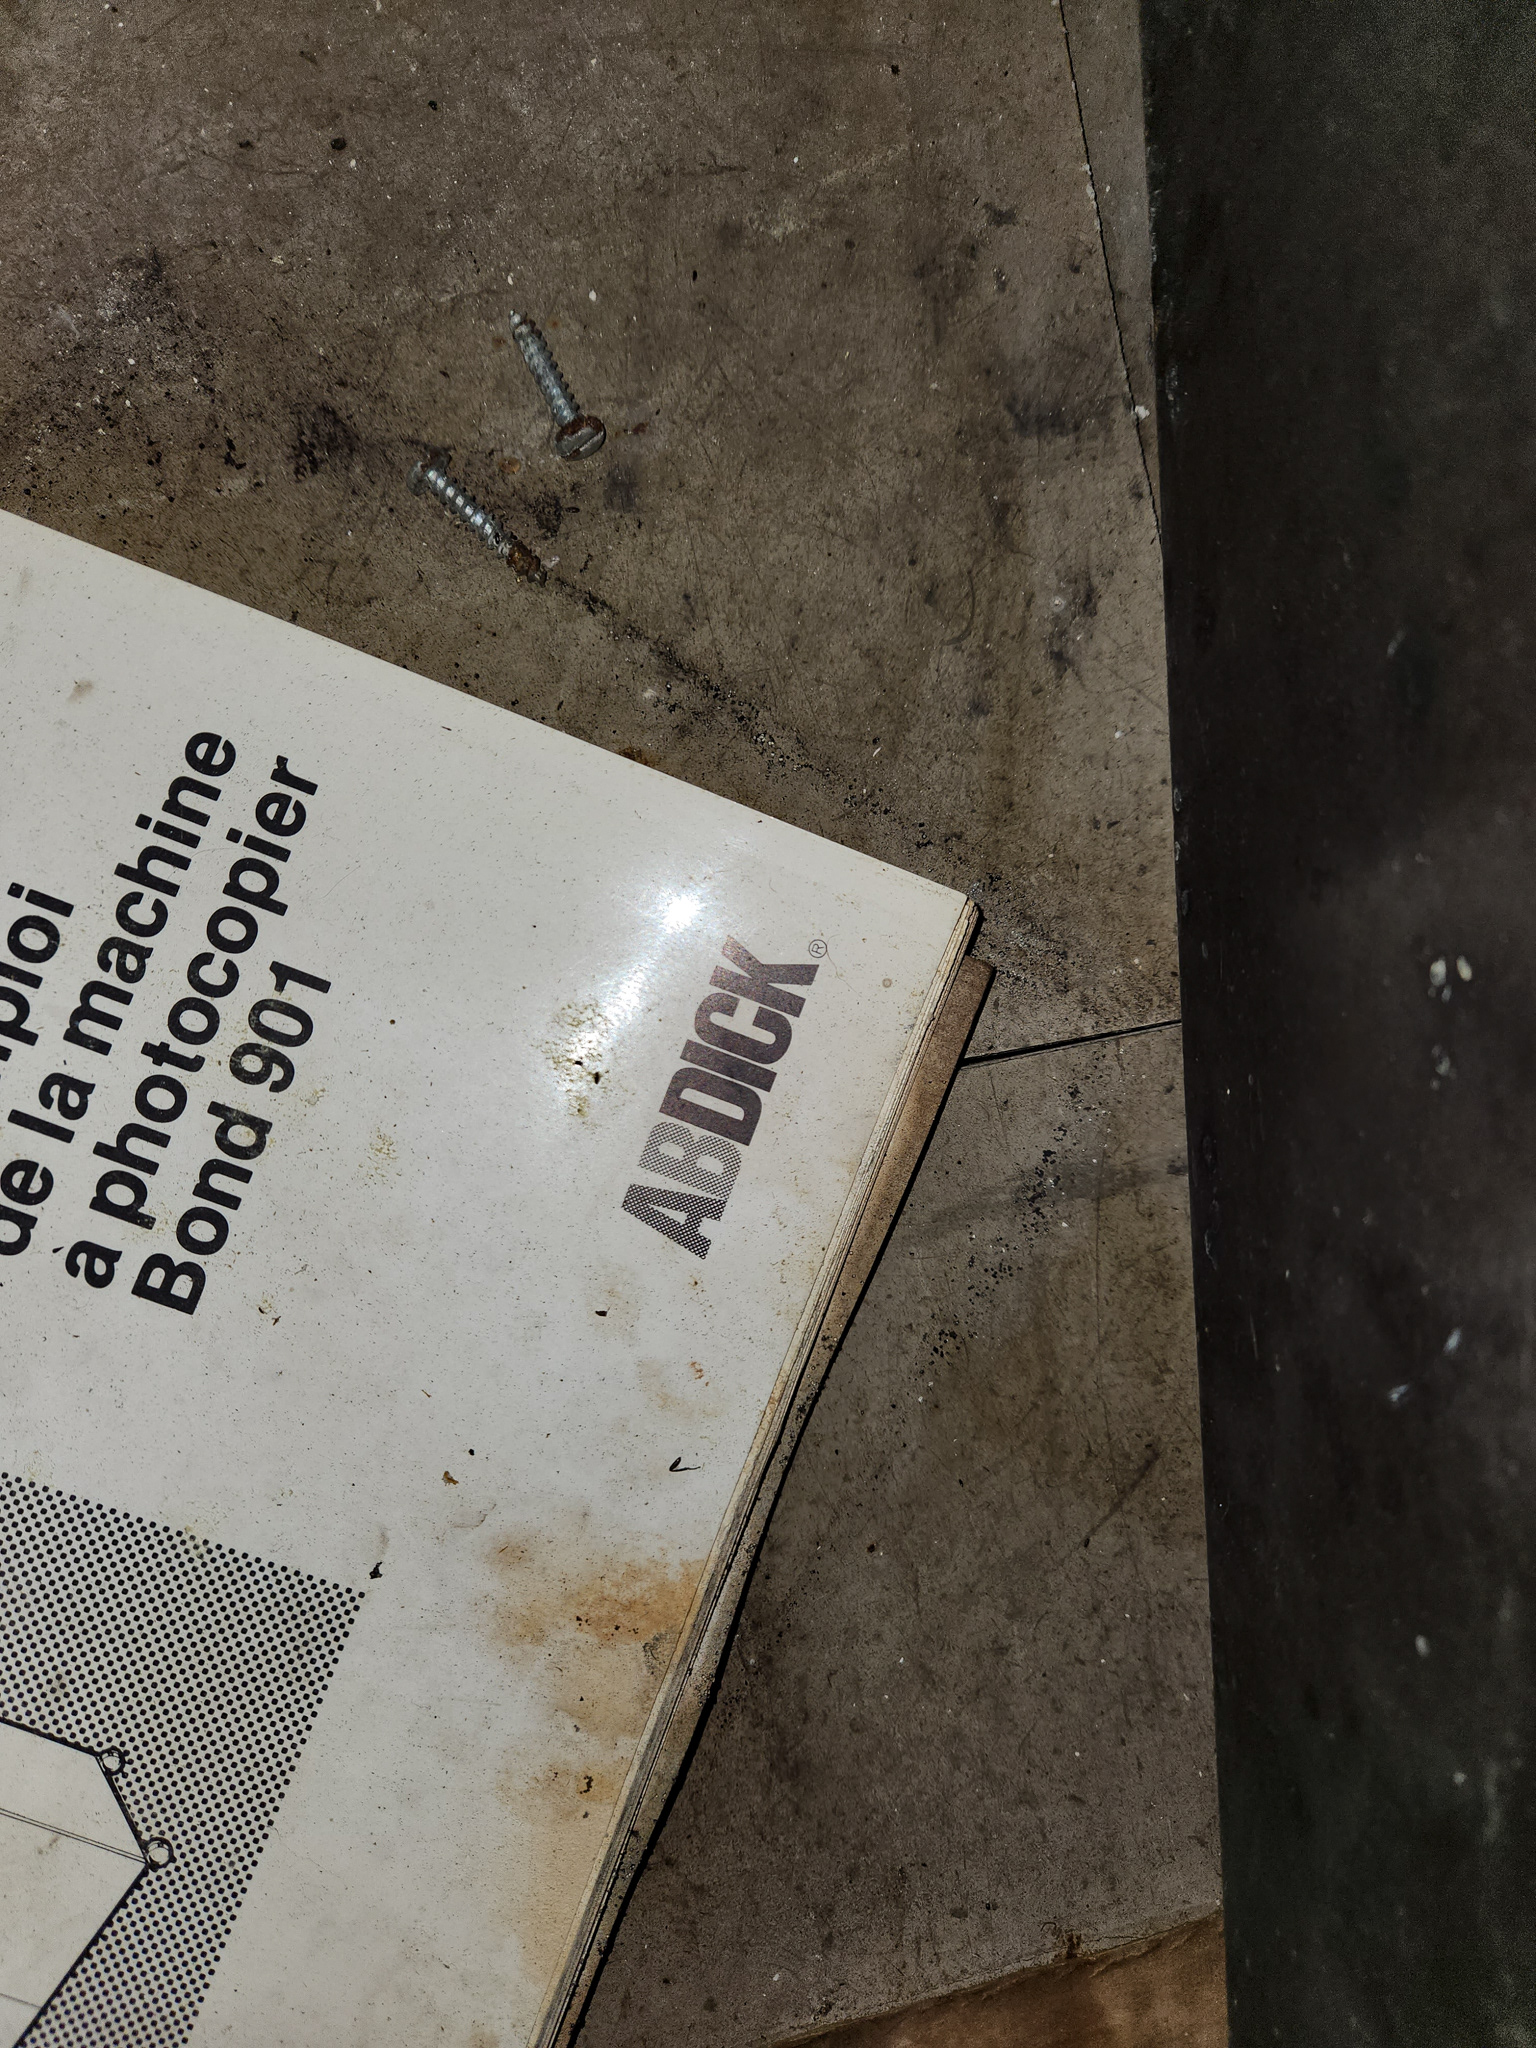 de la machine
à photocopier
Bond 901
ABDICK®